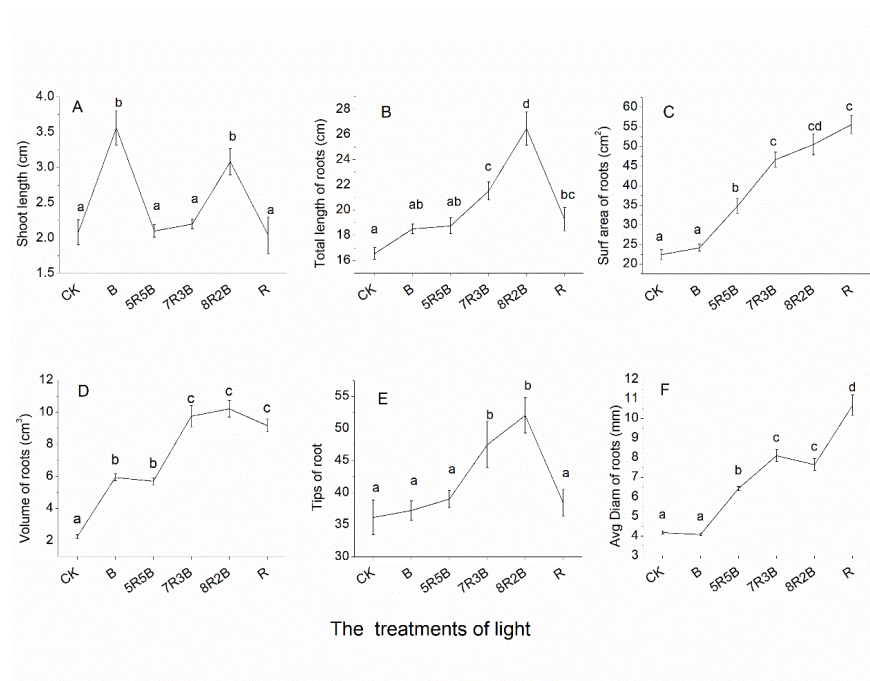 A
Shoot length (cm)
4.0
3.5
3.0
2.5
2.0
1.5
a
b
a
a
b
a
CK
B
5R5B
7R3B
8R2B
R
B
Total length of roots (cm)
28
26
24
22
20
18
16
a
ab
ab
c
d
bc
CK
B
5R5B
7R3B
8R2B
R
C
Surf area of roots (cm²)
60
55
50
45
40
35
30
25
20
a
a
b
c
cd
c
CK
B
5R5B
7R3B
8R2B
R
D
Volume of roots (cm³)
12
10
8
6
4
2
a
b
b
c
c
c
CK
B
5R5B
7R3B
8R2B
R
E
Tips of root
55
50
45
40
35
30
a
a
a
b
b
a
CK
B
5R5B
7R3B
8R2B
R
F
Avg Diam of roots (mm)
12
11
10
9
8
7
6
5
4
3
a
a
b
c
c
d
CK
B
5R5B
7R3B
8R2B
R
The treatments of light